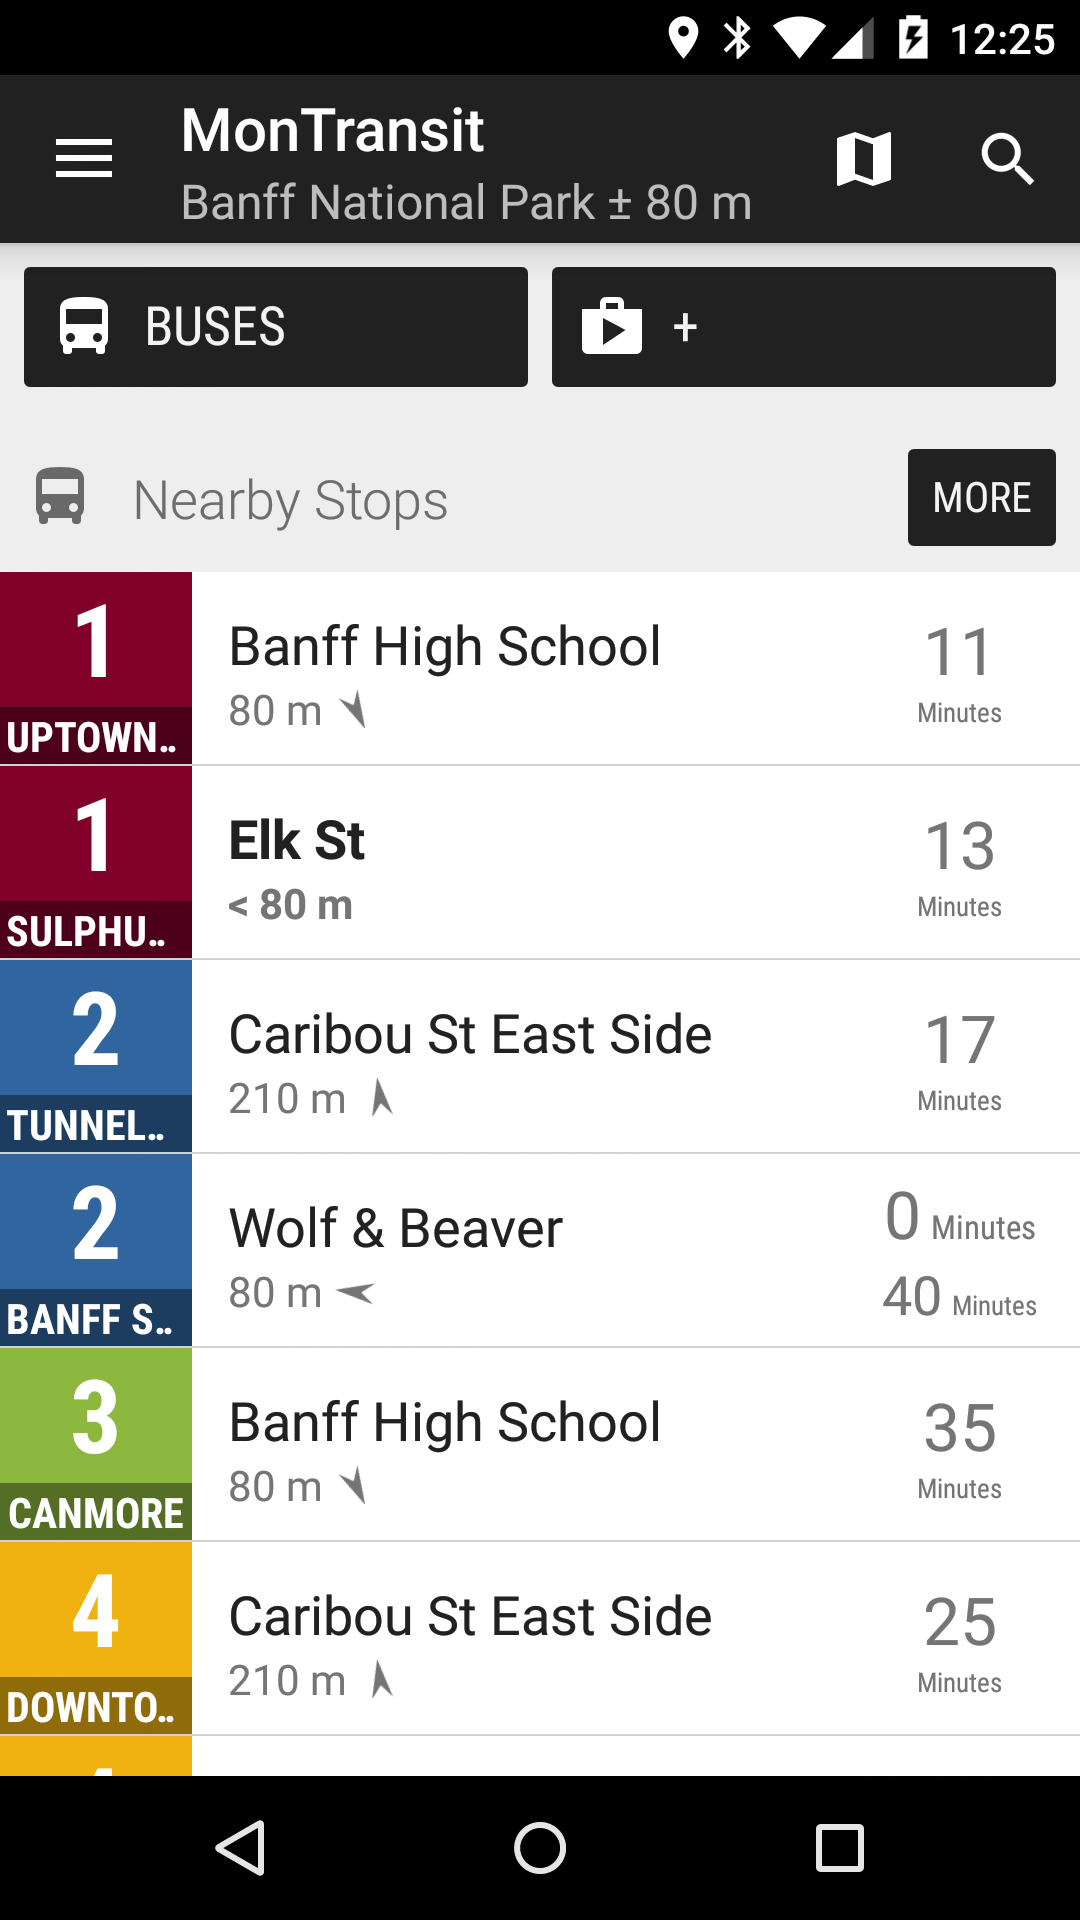 12:25
MonTransit
Banff National Park ± 80 m
BUSES
+
Nearby Stops
MORE
1
UPTOWN..
Banff High School
80 m
11
Minutes
1
SULPHU..
Elk St
< 80 m
13
Minutes
2
TUNNEL..
Caribou St East Side
210 m
17
Minutes
2
BANFF S..
Wolf & Beaver
80 m
0 Minutes
40 Minutes
3
CANMORE
Banff High School
80 m
35
Minutes
4
DOWNTO..
Caribou St East Side
210 m
25
Minutes